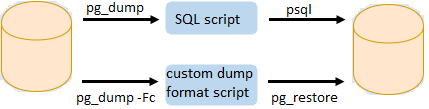 pg_dump
SQL script
psql
pg_dump -Fc
custom dump
format script
pg_restore